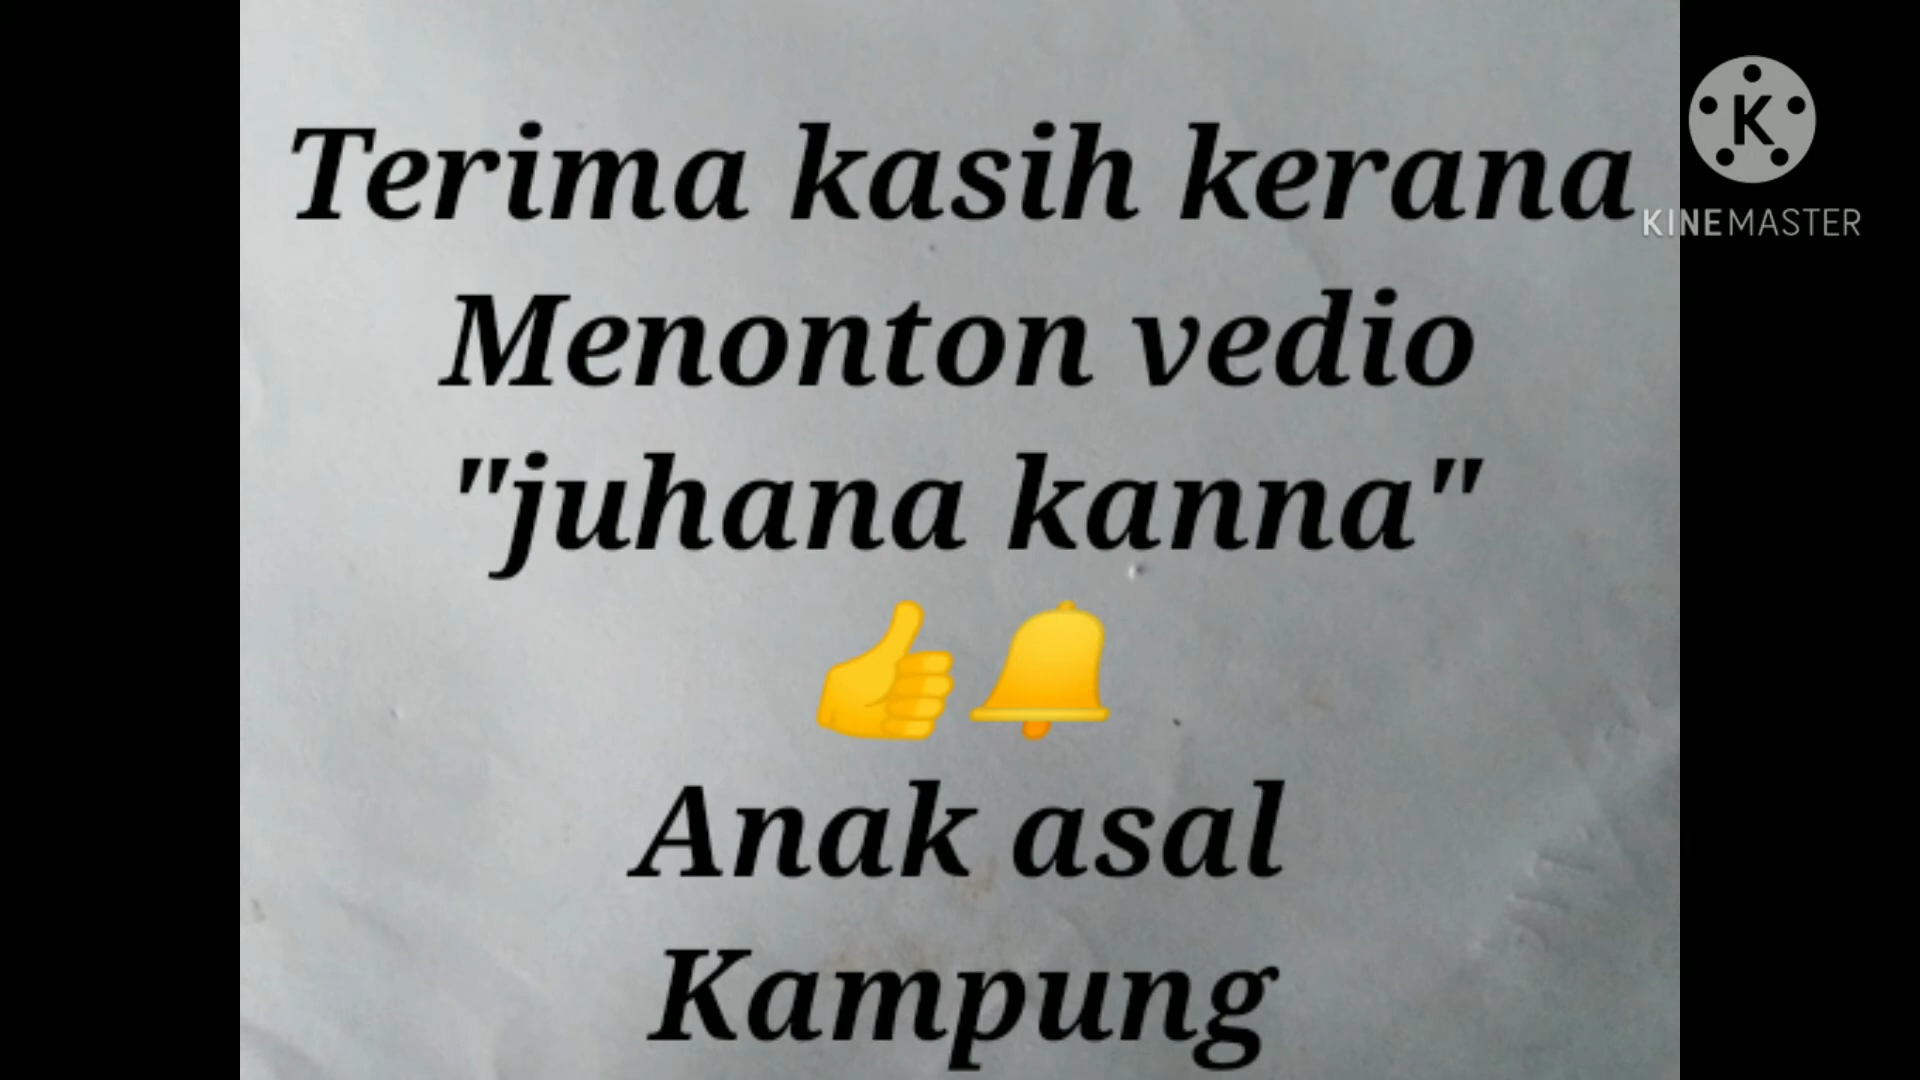 Terima kasih kerana
Menonton vedio
"juhana kanna"
👍🔔
Anak asal
Kampung
K
KINEMASTER